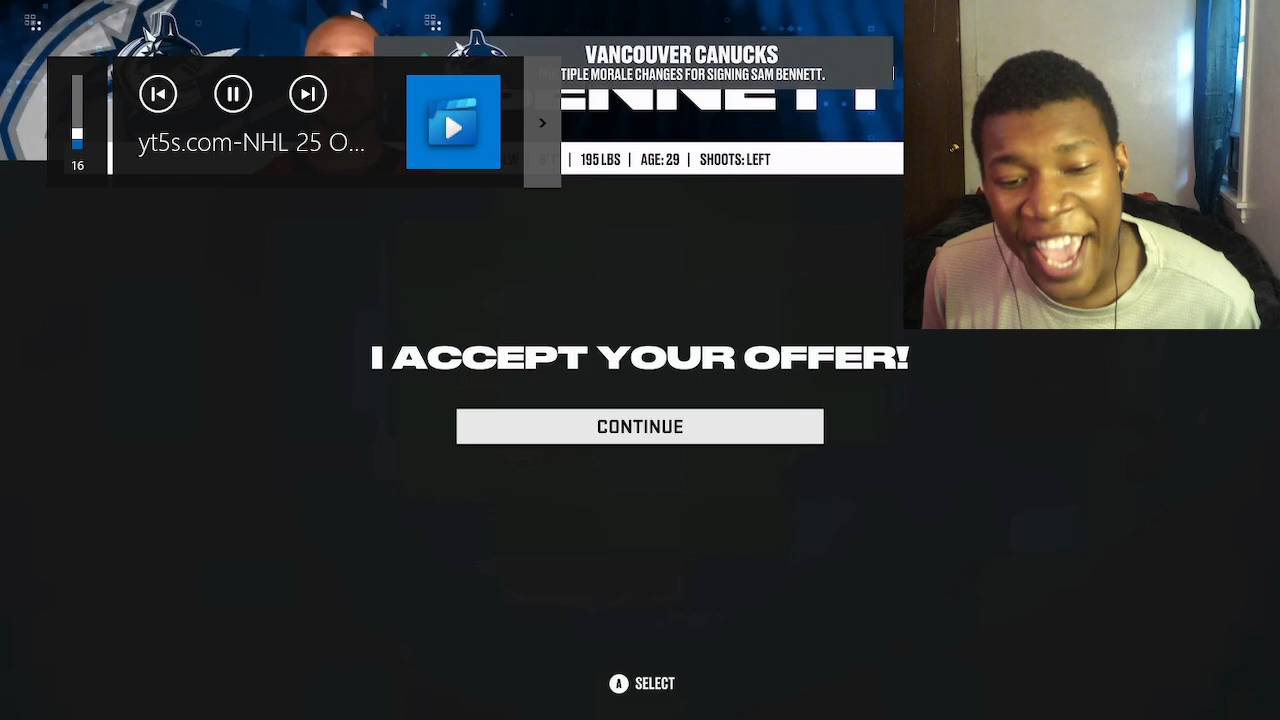 VANCOUVER CANUCKS
TIPLE MORALE CHANGES FOR SIGNING SAM BENNETT.
BENNETT
yt5s.com-NHL 25 O...
16
195 LBS | AGE: 29 | SHOOTS: LEFT
I ACCEPT YOUR OFFER!
CONTINUE
A SELECT